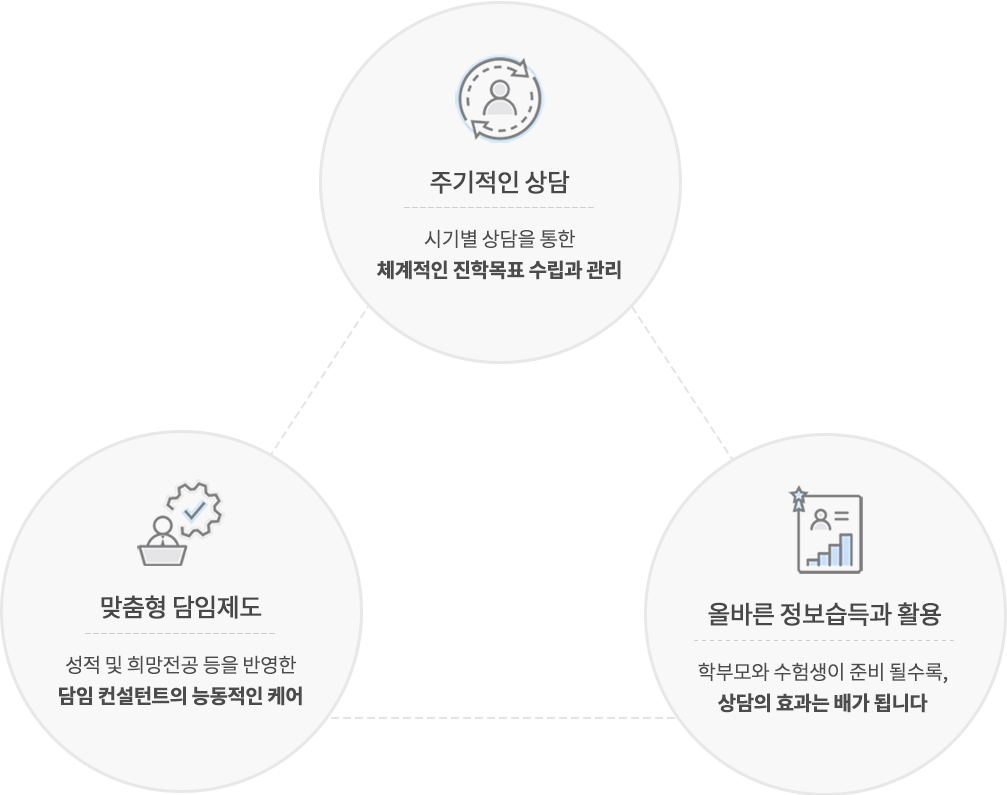 주기적인 상담
시기별 상담을 통한
체계적인 진학목표 수립과 관리
맞춤형 담임제도
성적 및 희망전공 등을 반영한
담임 컨설턴트의 능동적인 케어
올바른 정보습득과 활용
학부모와 수험생이 준비 될수록,
상담의 효과는 배가 됩니다